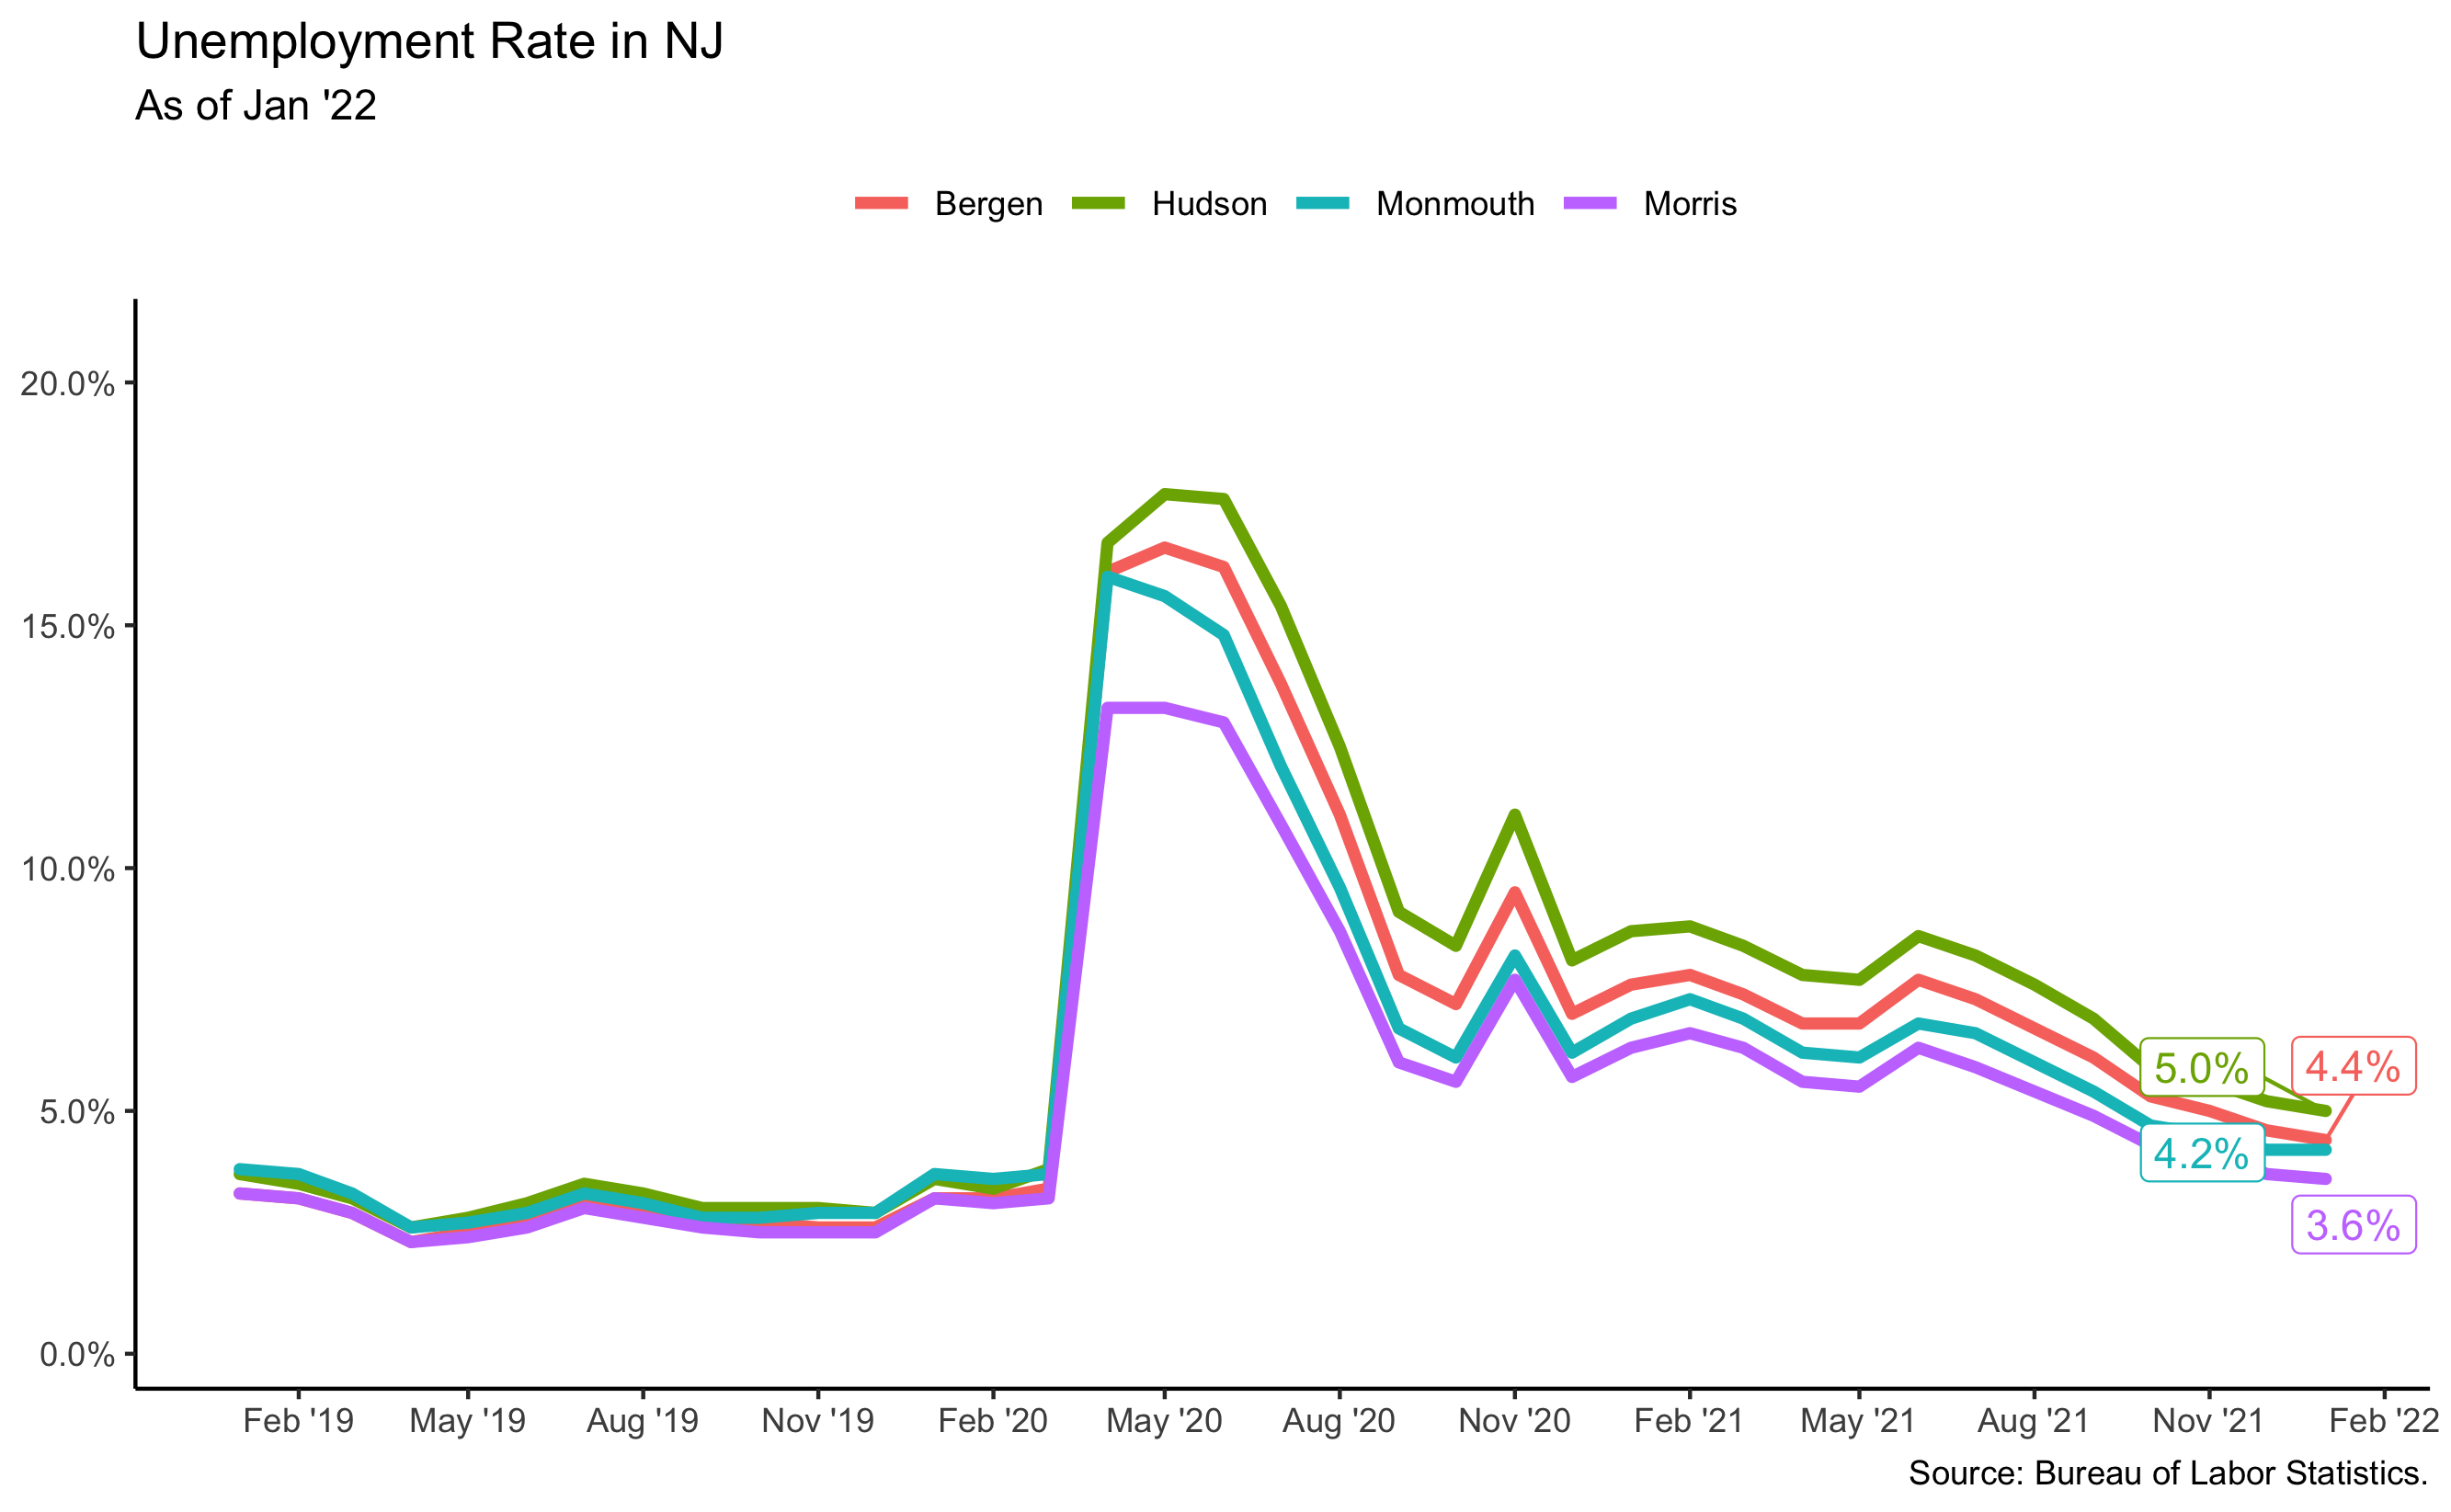 Unemployment Rate in NJ
As of Jan '22
Bergen Hudson Monmouth Morris
20.0%
15.0%
10.0%
5.0%
0.0%
5.0%
4.4%
4.2%
3.6%
Feb '19 May '19 Aug '19 Nov '19 Feb '20 May '20 Aug '20 Nov '20 Feb '21 May '21 Aug '21 Nov '21 Feb '22
Source: Bureau of Labor Statistics.